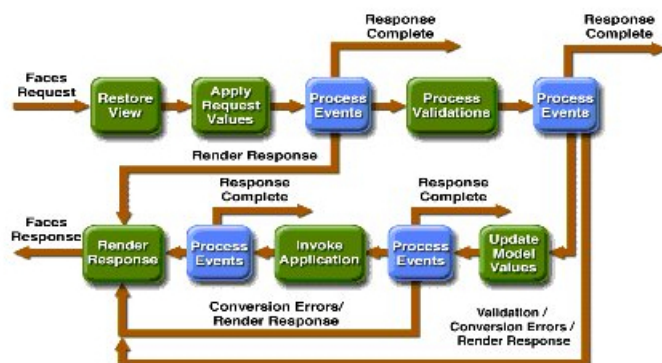 Response
Complete
Response
Complete
Faces
Request
Restore
View
Apply
Request
Values
Process
Events
Process
Validations
Process
Events
Render Response
Response
Complete
Response
Complete
Faces
Response
Render
Response
Process
Events
Invoke
Application
Process
Events
Update
Model
Values
Conversion Errors/
Render Response
Validation /
Conversion Errors /
Render Response